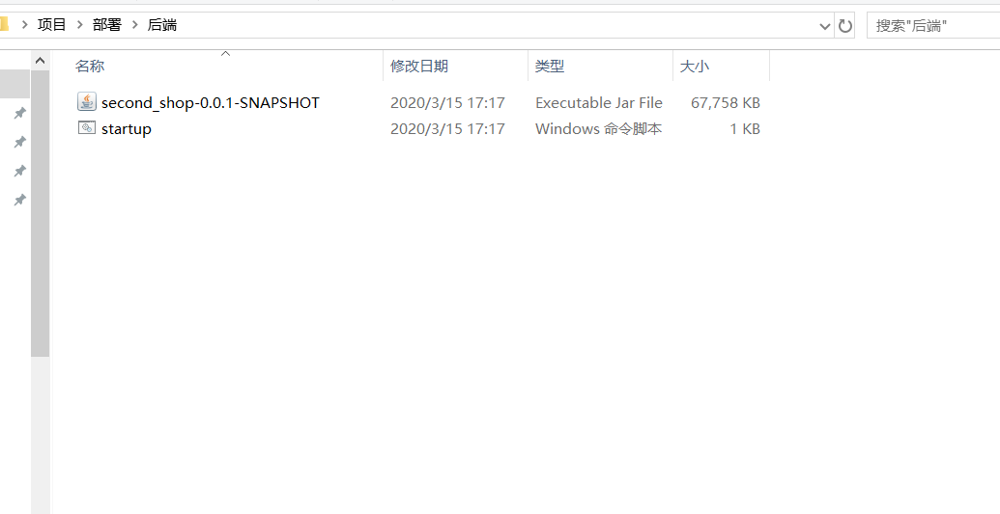 项目 部署 后端 搜索"后端"
名称 修改日期 类型 大小
second_shop-0.0.1-SNAPSHOT 2020/3/15 17:17 Executable Jar File 67,758 KB
startup 2020/3/15 17:17 Windows 命令脚本 1 KB